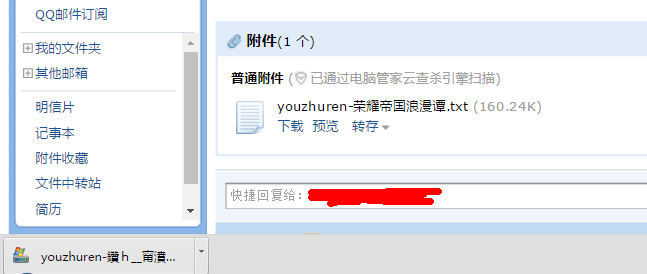 QQ邮件订阅
我的文件夹
其他邮箱
明信片
记事本
附件收藏
文件中转站
简历
附件(1 个)
普通附件 (已通过电脑管家云查杀引擎扫描)
youzhuren-荣耀帝国浪漫谭.txt (160.24K)
下载 预览 转存
快捷回复给:
youzhuren-鑽ｈ__甯濆...